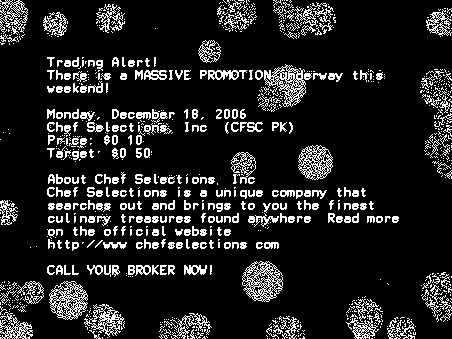 Trading Alert!
There is a MASSIVE PROMOTION underway this
weekend!
Monday, December 18, 2006
Chef Selections, Inc (CFSC PK)
Price: $0 10
Target: $0 50
About Chef Selections, Inc
Chef Selections is a unique company that
searches out and brings to you the finest
culinary treasures found anywhere Read more
on the official website
http://www chefselections com
CALL YOUR BROKER NOW!